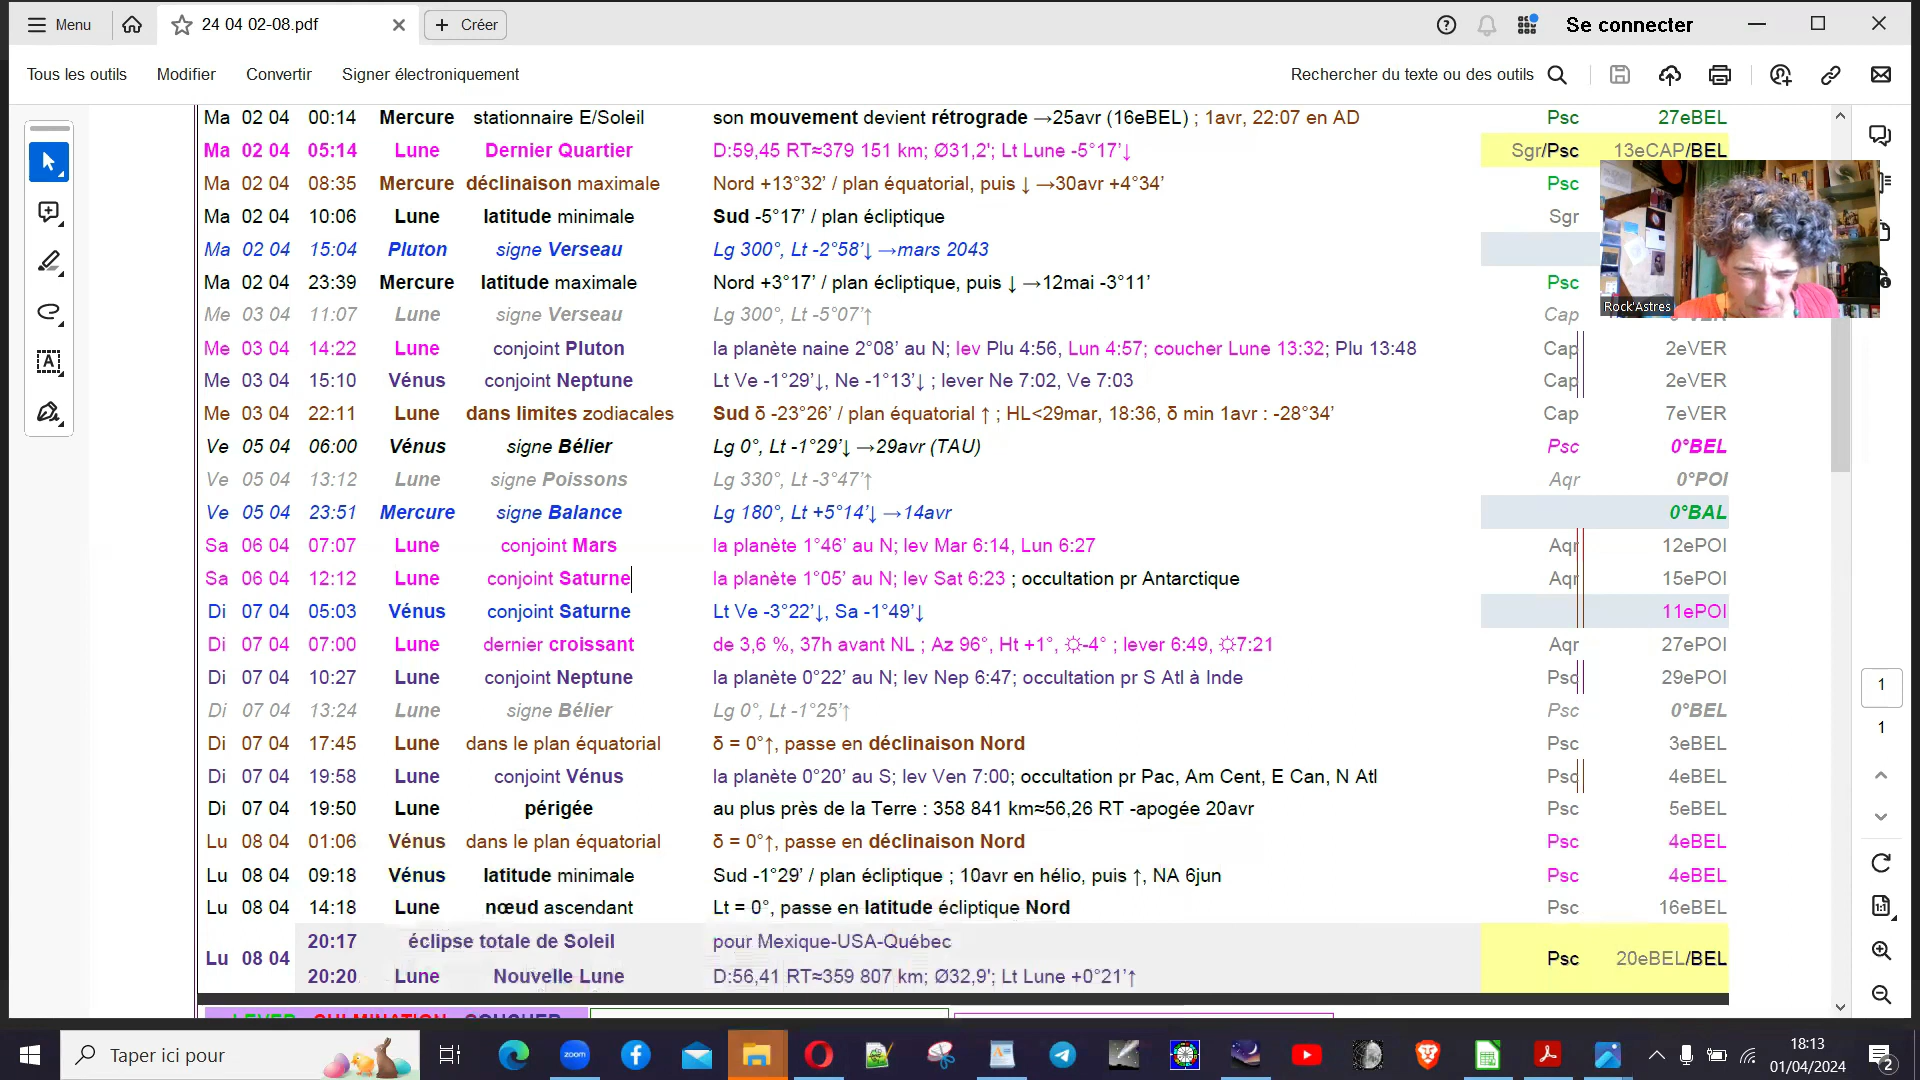 Menu
24 04 02-08.pdf
Créer
Se connecter
Tous les outils Modifier Convertir Signer électroniquement Rechercher du texte ou des outils
Ma 02 04 00:14 Mercure stationnaire E/Soleil son mouvement devient rétrograde →25avr (16eBEL) ; 1avr, 22:07 en AD Psc 27eBEL
Ma 02 04 05:14 Lune Dernier Quartier D:59,45 RT≈379 151 km; Ø31,2'; Lt Lune -5°17'↓ Sgr/Psc 13eCAP/BEL
Ma 02 04 08:35 Mercure déclinaison maximale Nord +13°32' / plan équatorial, puis ↓ →30avr +4°34' Psc
Ma 02 04 10:06 Lune latitude minimale Sud -5°17' / plan écliptique Sgr
Ma 02 04 15:04 Pluton signe Verseau Lg 300°, Lt -2°58'↓ →mars 2043
Ma 02 04 23:39 Mercure latitude maximale Nord +3°17' / plan écliptique, puis ↓ →12mai -3°11' Psc
Rock'Astres
Me 03 04 11:07 Lune signe Verseau Lg 300°, Lt -5°07'↑ Cap
Me 03 04 14:22 Lune conjoint Pluton la planète naine 2°08' au N; lev Plu 4:56, Lun 4:57; coucher Lune 13:32; Plu 13:48 Cap 2eVER
Me 03 04 15:10 Vénus conjoint Neptune Lt Ve -1°29'↓, Ne -1°13'↓ ; lever Ne 7:02, Ve 7:03 Cap 2eVER
Me 03 04 22:11 Lune dans limites zodiacales Sud δ -23°26' / plan équatorial ↑ ; HL<29mar, 18:36, δ min 1avr : -28°34' Cap 7eVER
Ve 05 04 06:00 Vénus signe Bélier Lg 0°, Lt -1°29'↓ →29avr (TAU) Psc 0°BEL
Ve 05 04 13:12 Lune signe Poissons Lg 330°, Lt -3°47'↑ Aqr 0°POI
Ve 05 04 23:51 Mercure signe Balance Lg 180°, Lt +5°14'↓ →14avr 0°BAL
Sa 06 04 07:07 Lune conjoint Mars la planète 1°46' au N; lev Mar 6:14, Lun 6:27 Aqr 12ePOI
Sa 06 04 12:12 Lune conjoint Saturne la planète 1°05' au N; lev Sat 6:23 ; occultation pr Antarctique Aqr 15ePOI
Di 07 04 05:03 Vénus conjoint Saturne Lt Ve -3°22'↓, Sa -1°49'↓ 11ePOI
Di 07 04 07:00 Lune dernier croissant de 3,6 %, 37h avant NL ; Az 96°, Ht +1°, ☼-4° ; lever 6:49, ☼7:21 Aqr 27ePOI
Di 07 04 10:27 Lune conjoint Neptune la planète 0°22' au N; lev Nep 6:47; occultation pr S Atl à Inde Psc 29ePOI
Di 07 04 13:24 Lune signe Bélier Lg 0°, Lt -1°25'↑ Psc 0°BEL
Di 07 04 17:45 Lune dans le plan équatorial δ = 0°↑, passe en déclinaison Nord Psc 3eBEL
Di 07 04 19:58 Lune conjoint Vénus la planète 0°20' au S; lev Ven 7:00; occultation pr Pac, Am Cent, E Can, N Atl Psc 4eBEL
Di 07 04 19:50 Lune périgée au plus près de la Terre : 358 841 km≈56,26 RT -apogée 20avr Psc 5eBEL
Lu 08 04 01:06 Vénus dans le plan équatorial δ = 0°↑, passe en déclinaison Nord Psc 4eBEL
Lu 08 04 09:18 Vénus latitude minimale Sud -1°29' / plan écliptique ; 10avr en hélio, puis ↑, NA 6jun Psc 4eBEL
Lu 08 04 14:18 Lune nœud ascendant Lt = 0°, passe en latitude écliptique Nord Psc 16eBEL
20:17 éclipse totale de Soleil pour Mexique-USA-Québec
Lu 08 04 Psc 20eBEL/BEL
20:20 Lune Nouvelle Lune D:56,41 RT≈359 807 km; Ø32,9'; Lt Lune +0°21'↑
LEVER CULMINATION COUCHER
1
1
Taper ici pour
zoom
18:13
01/04/2024
2